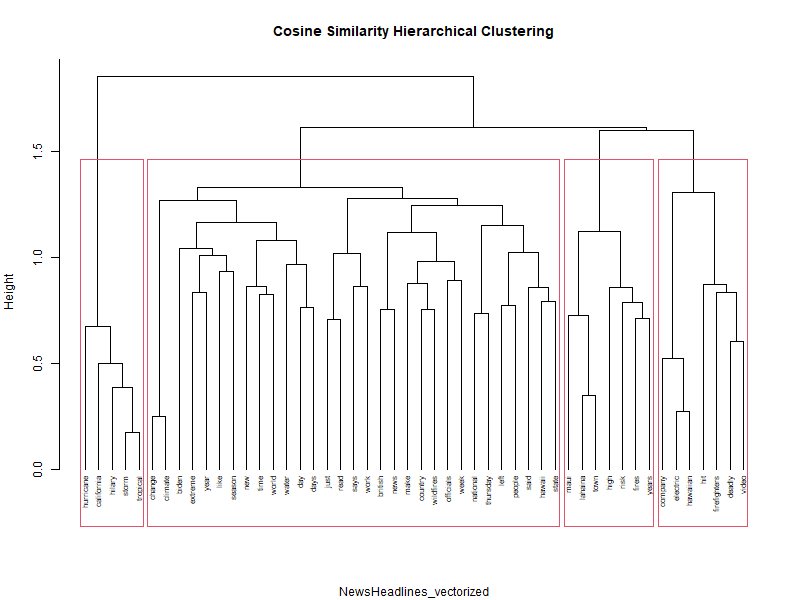 Cosine Similarity Hierarchical Clustering
Height
0.0 0.5 1.0 1.5
hurricane california hilary storm tropical change climate biden extreme year like season new time world water day days just read says work british news make country wildfires officials week national thursday left people said hawaii state maui lahaina town high risk fires years company electric hawaiian hit firefighters deadly video
NewsHeadlines_vectorized